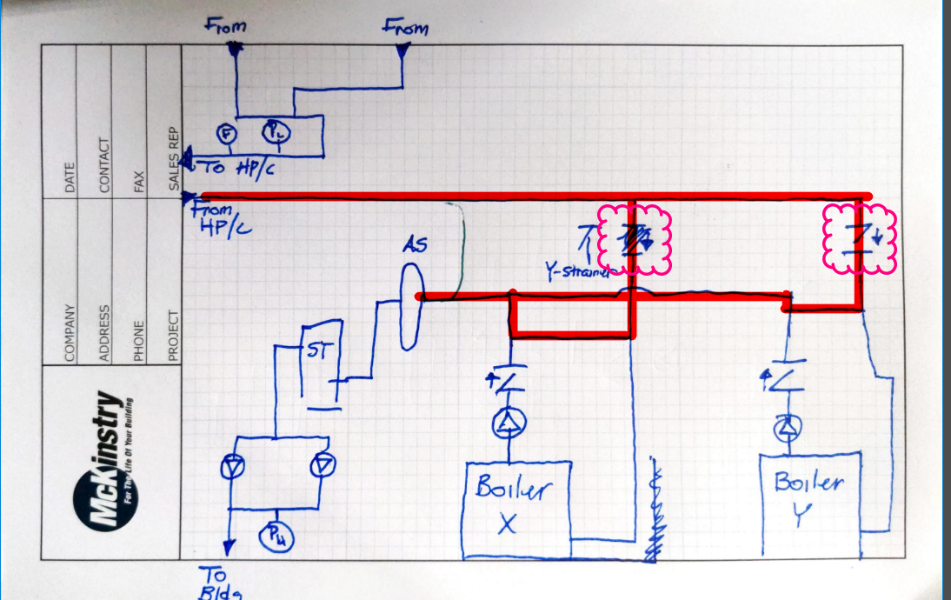 From
From
F
TO HP/C
From
HP/C
AS
Y-strainer
ST
Boiler
X
Boiler
Y
To
Bldg
DATE
CONTACT
FAX
SALES REP
COMPANY
ADDRESS
PHONE
PROJECT
McKinstry
For The Life Of Your Building